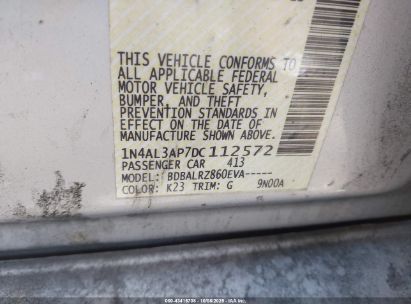 THIS VEHICLE CONFORMS TO
ALL APPLICABLE FEDERAL
MOTOR VEHICLE SAFETY,
BUMPER, AND THEFT
PREVENTION STANDARDS IN
EFFECT ON THE DATE OF
MANUFACTURE SHOWN ABOVE.
1N4AL3AP7DC112572
PASSENGER CAR 413
MODEL: BDBALRZ860EVA-----
COLOR: K23 TRIM: G 9N00A